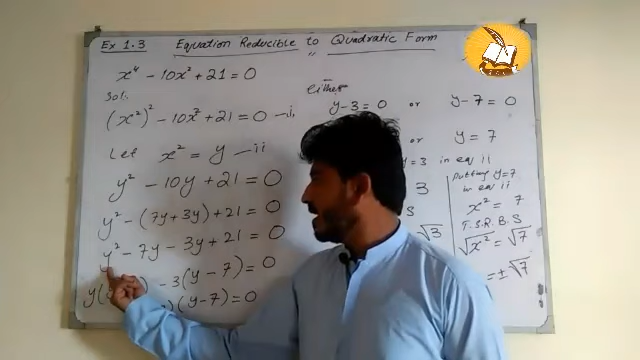 Ex 1.3 Equation Reducible to Quadratic Form
x⁴ - 10x² + 21 = 0
Sol:
(x²)² - 10x² + 21 = 0 - i,
Let x² = y - ii
y² - 10y + 21 = 0
y² - (7y + 3y) + 21 = 0
y² - 7y - 3y + 21 = 0
- 3(y - 7) = 0
(y - 7) = 0
either
y - 3 = 0 or y - 7 = 0
or y = 7
y = 3 in eq ii
3
S
√3
putting y = 7
in eq ii
x² = 7
T.S.R.B.S
√x² = √7
= ±√7